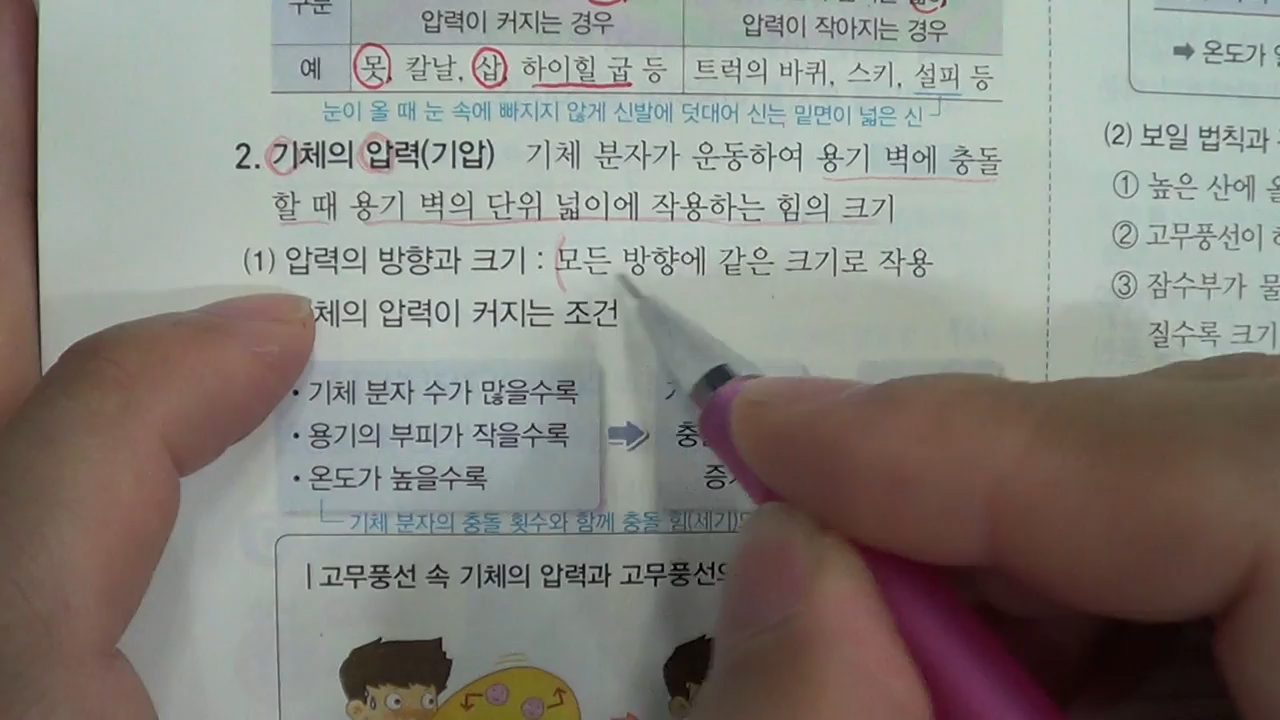 구분
압력이 커지는 경우
압력이 작아지는 경우
예
못, 칼날, 삽, 하이힐 굽 등
트럭의 바퀴, 스키, 설피 등
눈이 올 때 눈 속에 빠지지 않게 신발에 덧대어 신는 밑면이 넓은 신
2. 기체의 압력(기압) 기체 분자가 운동하여 용기 벽에 충돌
할 때 용기 벽의 단위 넓이에 작용하는 힘의 크기
(1) 압력의 방향과 크기 : 모든 방향에 같은 크기로 작용
체의 압력이 커지는 조건
• 기체 분자 수가 많을수록
• 용기의 부피가 작을수록
• 온도가 높을수록
충
증
기체 분자의 충돌 횟수와 함께 충돌 힘(세기)도
고무풍선 속 기체의 압력과 고무풍선의
➡ 온도가
(2) 보일 법칙과
① 높은 산에
② 고무풍선이
③ 잠수부가 물
질수록 크기